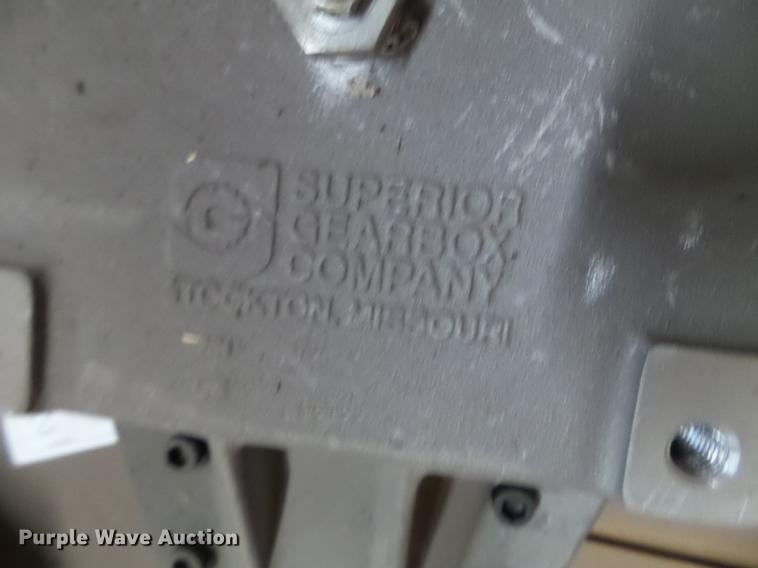 SUPERIOR
GEARBOX
COMPANY
STOCKTON, MISSOURI
Purple Wave Auction®